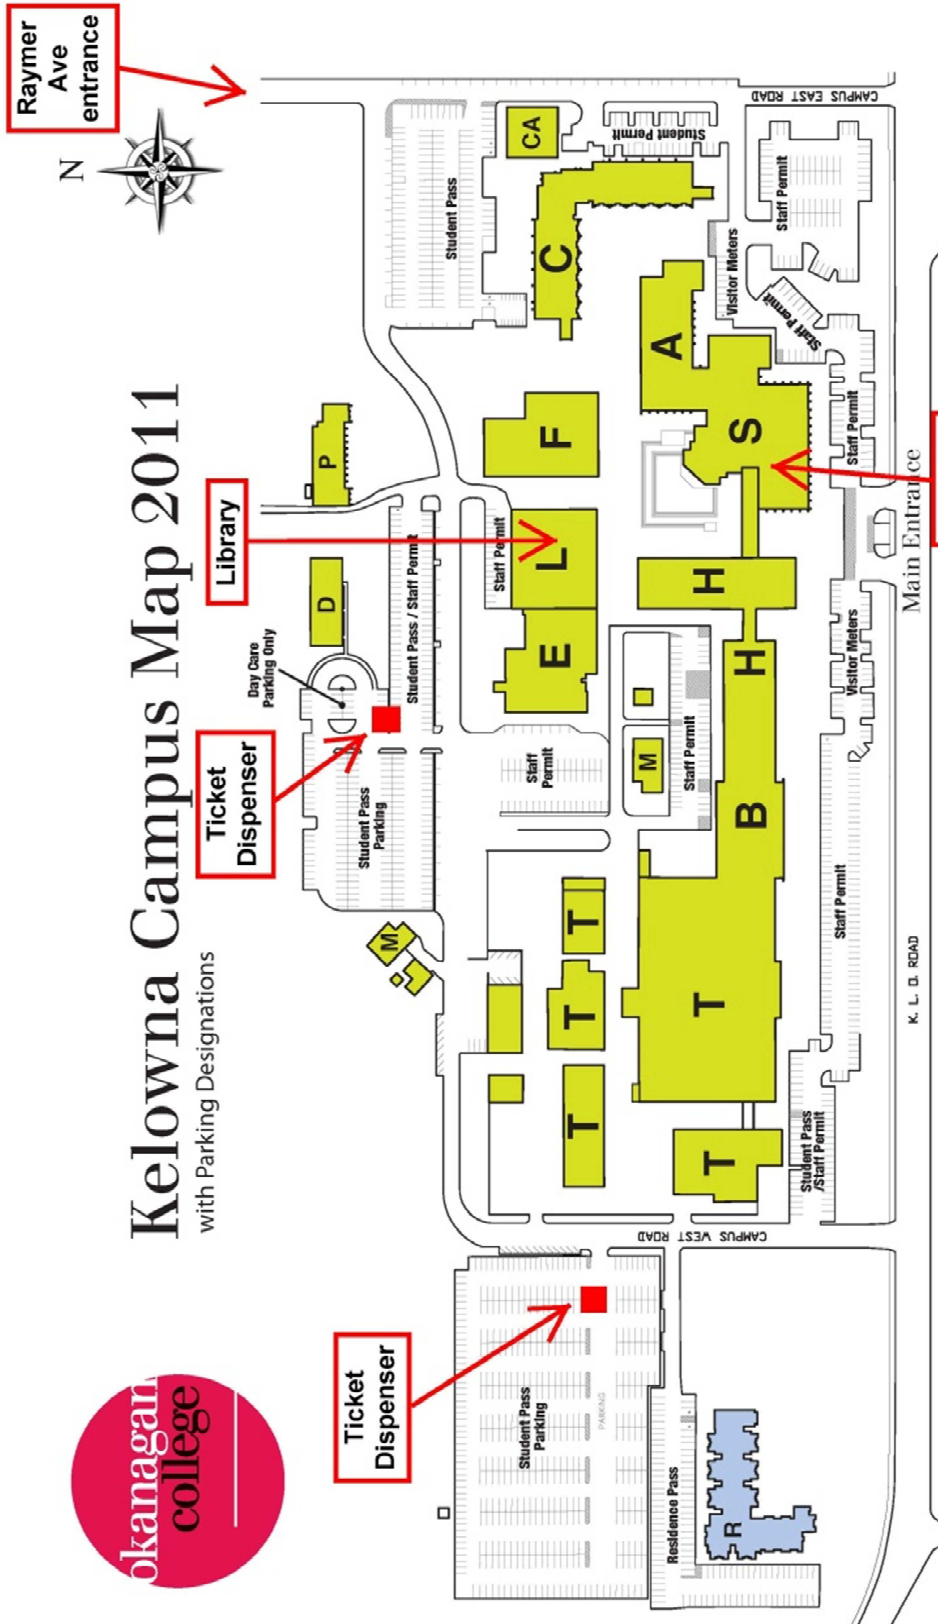 okanagan
college
Kelowna Campus Map 2011
with Parking Designations
N
Raymer
Ave
entrance
Library
Ticket
Dispenser
Ticket
Dispenser
P
D
Day Care
Parking Only
Student Pass / Staff Permit
Student Pass
Parking
M
Student Pass
CA
Student Permit
C
CAMPUS EAST ROAD
Staff Permit
Visitor Meters
Staff Permit
A
F
Staff Permit
L
E
Staff Permit
S
Staff Permit
H
H
M
Staff Permit
B
T
T
T
T
T
Main Entrance
Visitor Meters
Staff Permit
Student Pass
/Staff Permit
K. L. O. ROAD
CAMPUS WEST ROAD
Student Pass
Parking
PARKING
Residence Pass
R